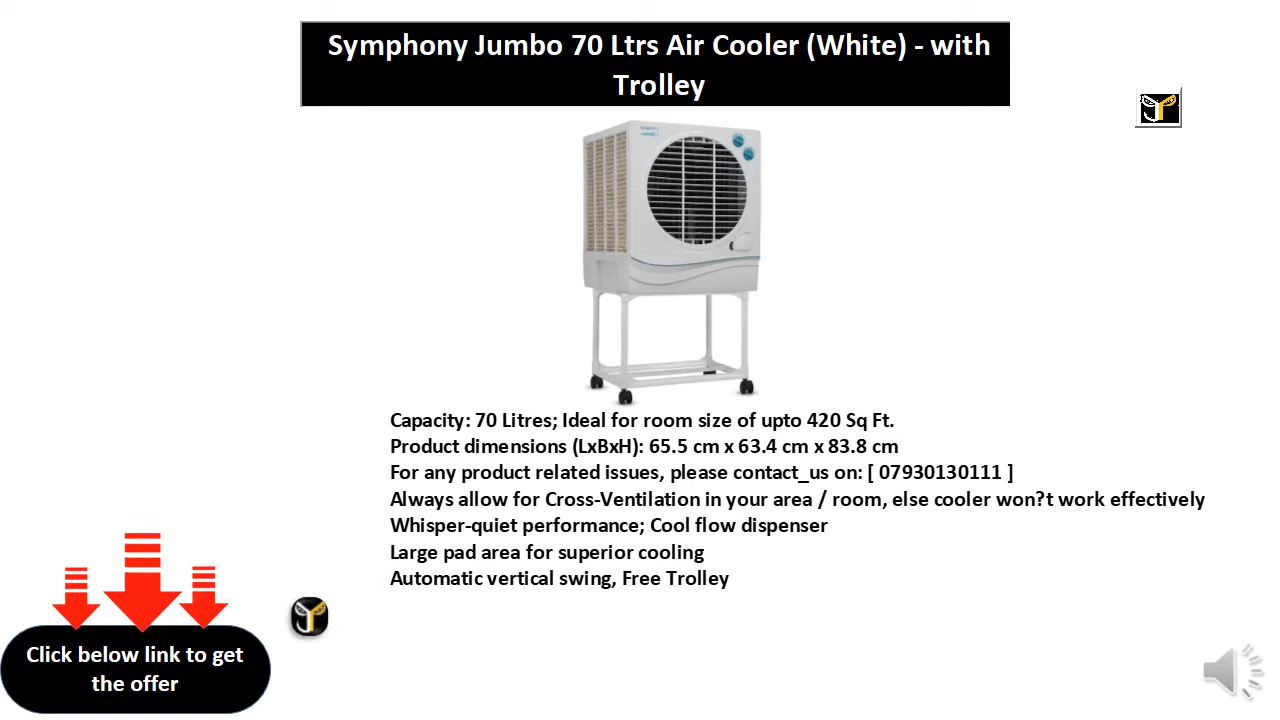 Symphony Jumbo 70 Ltrs Air Cooler (White) - with
Trolley
Capacity: 70 Litres; Ideal for room size of upto 420 Sq Ft.
Product dimensions (LxBxH): 65.5 cm x 63.4 cm x 83.8 cm
For any product related issues, please contact_us on: [ 07930130111 ]
Always allow for Cross-Ventilation in your area / room, else cooler won?t work effectively
Whisper-quiet performance; Cool flow dispenser
Large pad area for superior cooling
Automatic vertical swing, Free Trolley
Click below link to get
the offer